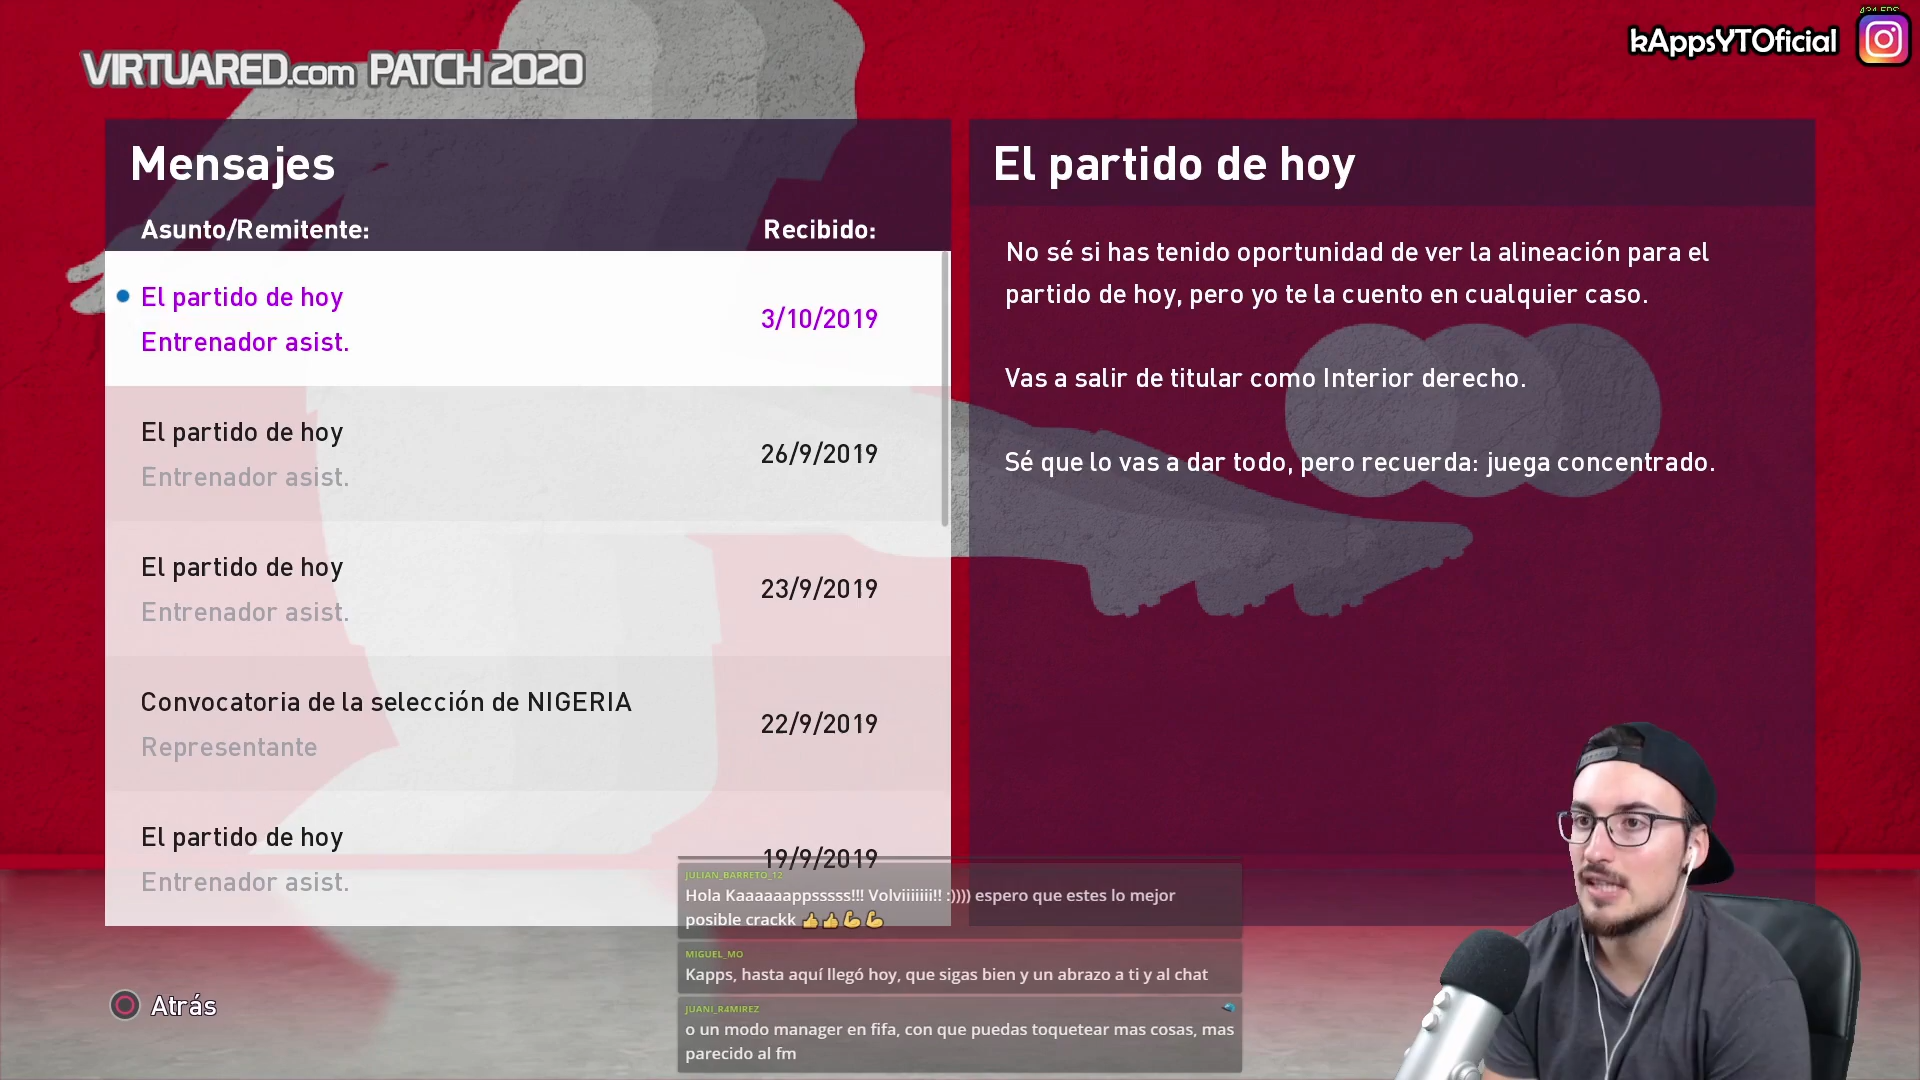 VIRTUARED.com PATCH 2020
kAppsYTOficial
Mensajes
Asunto/Remitente:
Recibido:
El partido de hoy
Entrenador asist.
3/10/2019
El partido de hoy
Entrenador asist.
26/9/2019
El partido de hoy
Entrenador asist.
23/9/2019
Convocatoria de la selección de NIGERIA
Representante
22/9/2019
El partido de hoy
Entrenador asist.
19/9/2019
El partido de hoy
No sé si has tenido oportunidad de ver la alineación para el
partido de hoy, pero yo te la cuento en cualquier caso.
Vas a salir de titular como Interior derecho.
Sé que lo vas a dar todo, pero recuerda: juega concentrado.
JULIAN_BARRETO_12
Hola Kaaaaaappsssss!!! Volviiiiiii!! :)))) espero que estes lo mejor
posible crackk 👍👍💪💪
MIGUEL_MO
Kapps, hasta aquí llegó hoy, que sigas bien y un abrazo a ti y al chat
JUANI_R4MIREZ
o un modo manager en fifa, con que puedas toquetear mas cosas, mas
parecido al fm
Atrás